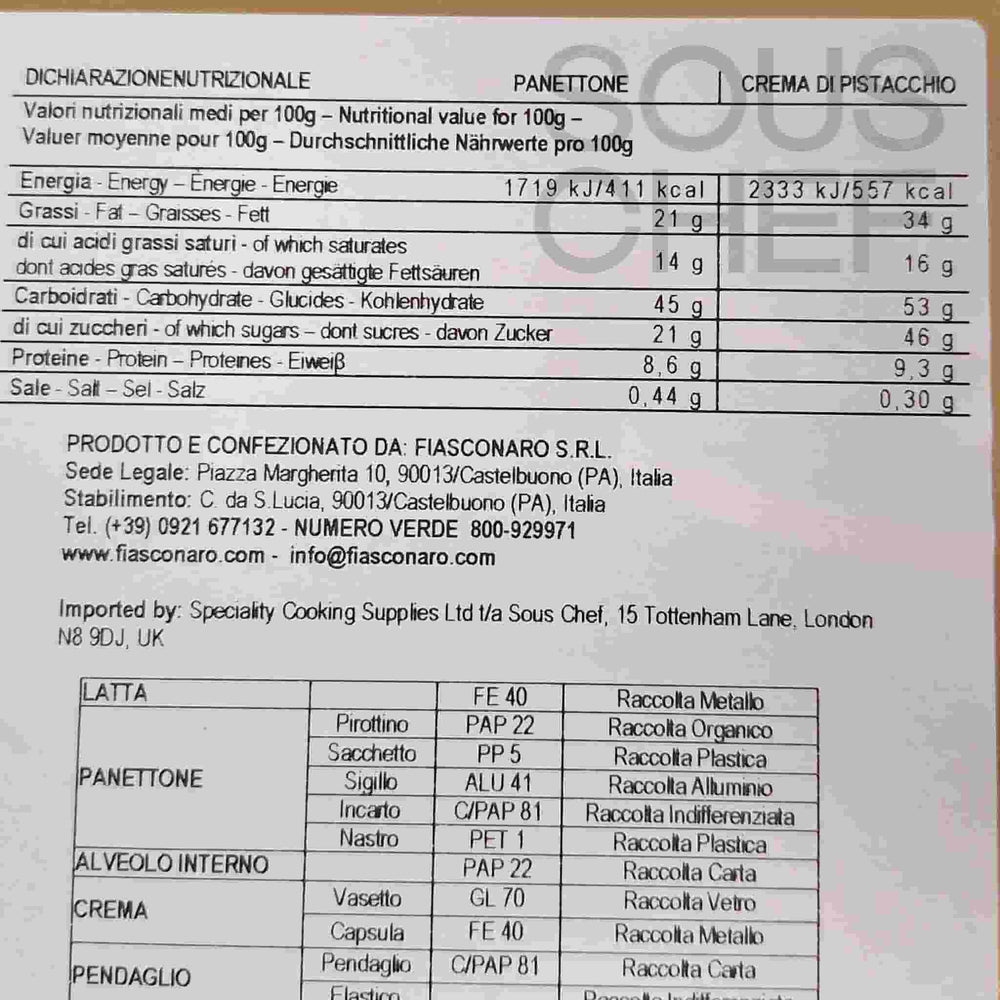 SOUS
CHEF
DICHIARAZIONENUTRIZIONALE PANETTONE CREMA DI PISTACCHIO
Valori nutrizionali medi per 100g – Nutritional value for 100g –
Valuer moyenne pour 100g – Durchschnittliche Nährwerte pro 100g
Energia - Energy – Énergie - Energie 1719 kJ/411 kcal 2333 kJ/557 kcal
Grassi - Fat – Graisses - Fett 21 g 34 g
di cui acidi grassi saturi - of which saturates
dont acides gras saturés - davon gesättigte Fettsäuren 14 g 16 g
Carboidrati - Carbohydrate - Glucides - Kohlenhydrate 45 g 53 g
di cui zuccheri - of which sugars – dont sucres - davon Zucker 21 g 46 g
Proteine - Protein – Proteines - Eiweiβ 8,6 g 9,3 g
Sale - Salt – Sel - Salz 0,44 g 0,30 g
PRODOTTO E CONFEZIONATO DA: FIASCONARO S.R.L.
Sede Legale: Piazza Margherita 10, 90013/Castelbuono (PA), Italia
Stabilimento: C. da S.Lucia, 90013/Castelbuono (PA), Italia
Tel. (+39) 0921 677132 - NUMERO VERDE 800-929971
www.fiasconaro.com - info@fiasconaro.com
Imported by: Speciality Cooking Supplies Ltd t/a Sous Chef, 15 Tottenham Lane, London
N8 9DJ, UK
LATTA FE 40 Raccolta Metallo
Pirottino PAP 22 Raccolta Organico
Sacchetto PP 5 Raccolta Plastica
PANETTONE Sigillo ALU 41 Raccolta Alluminio
Incarto C/PAP 81 Raccolta Indifferenziata
Nastro PET 1 Raccolta Plastica
ALVEOLO INTERNO PAP 22 Raccolta Carta
CREMA Vasetto GL 70 Raccolta Vetro
Capsula FE 40 Raccolta Metallo
PENDAGLIO Pendaglio C/PAP 81 Raccolta Carta
Elastico